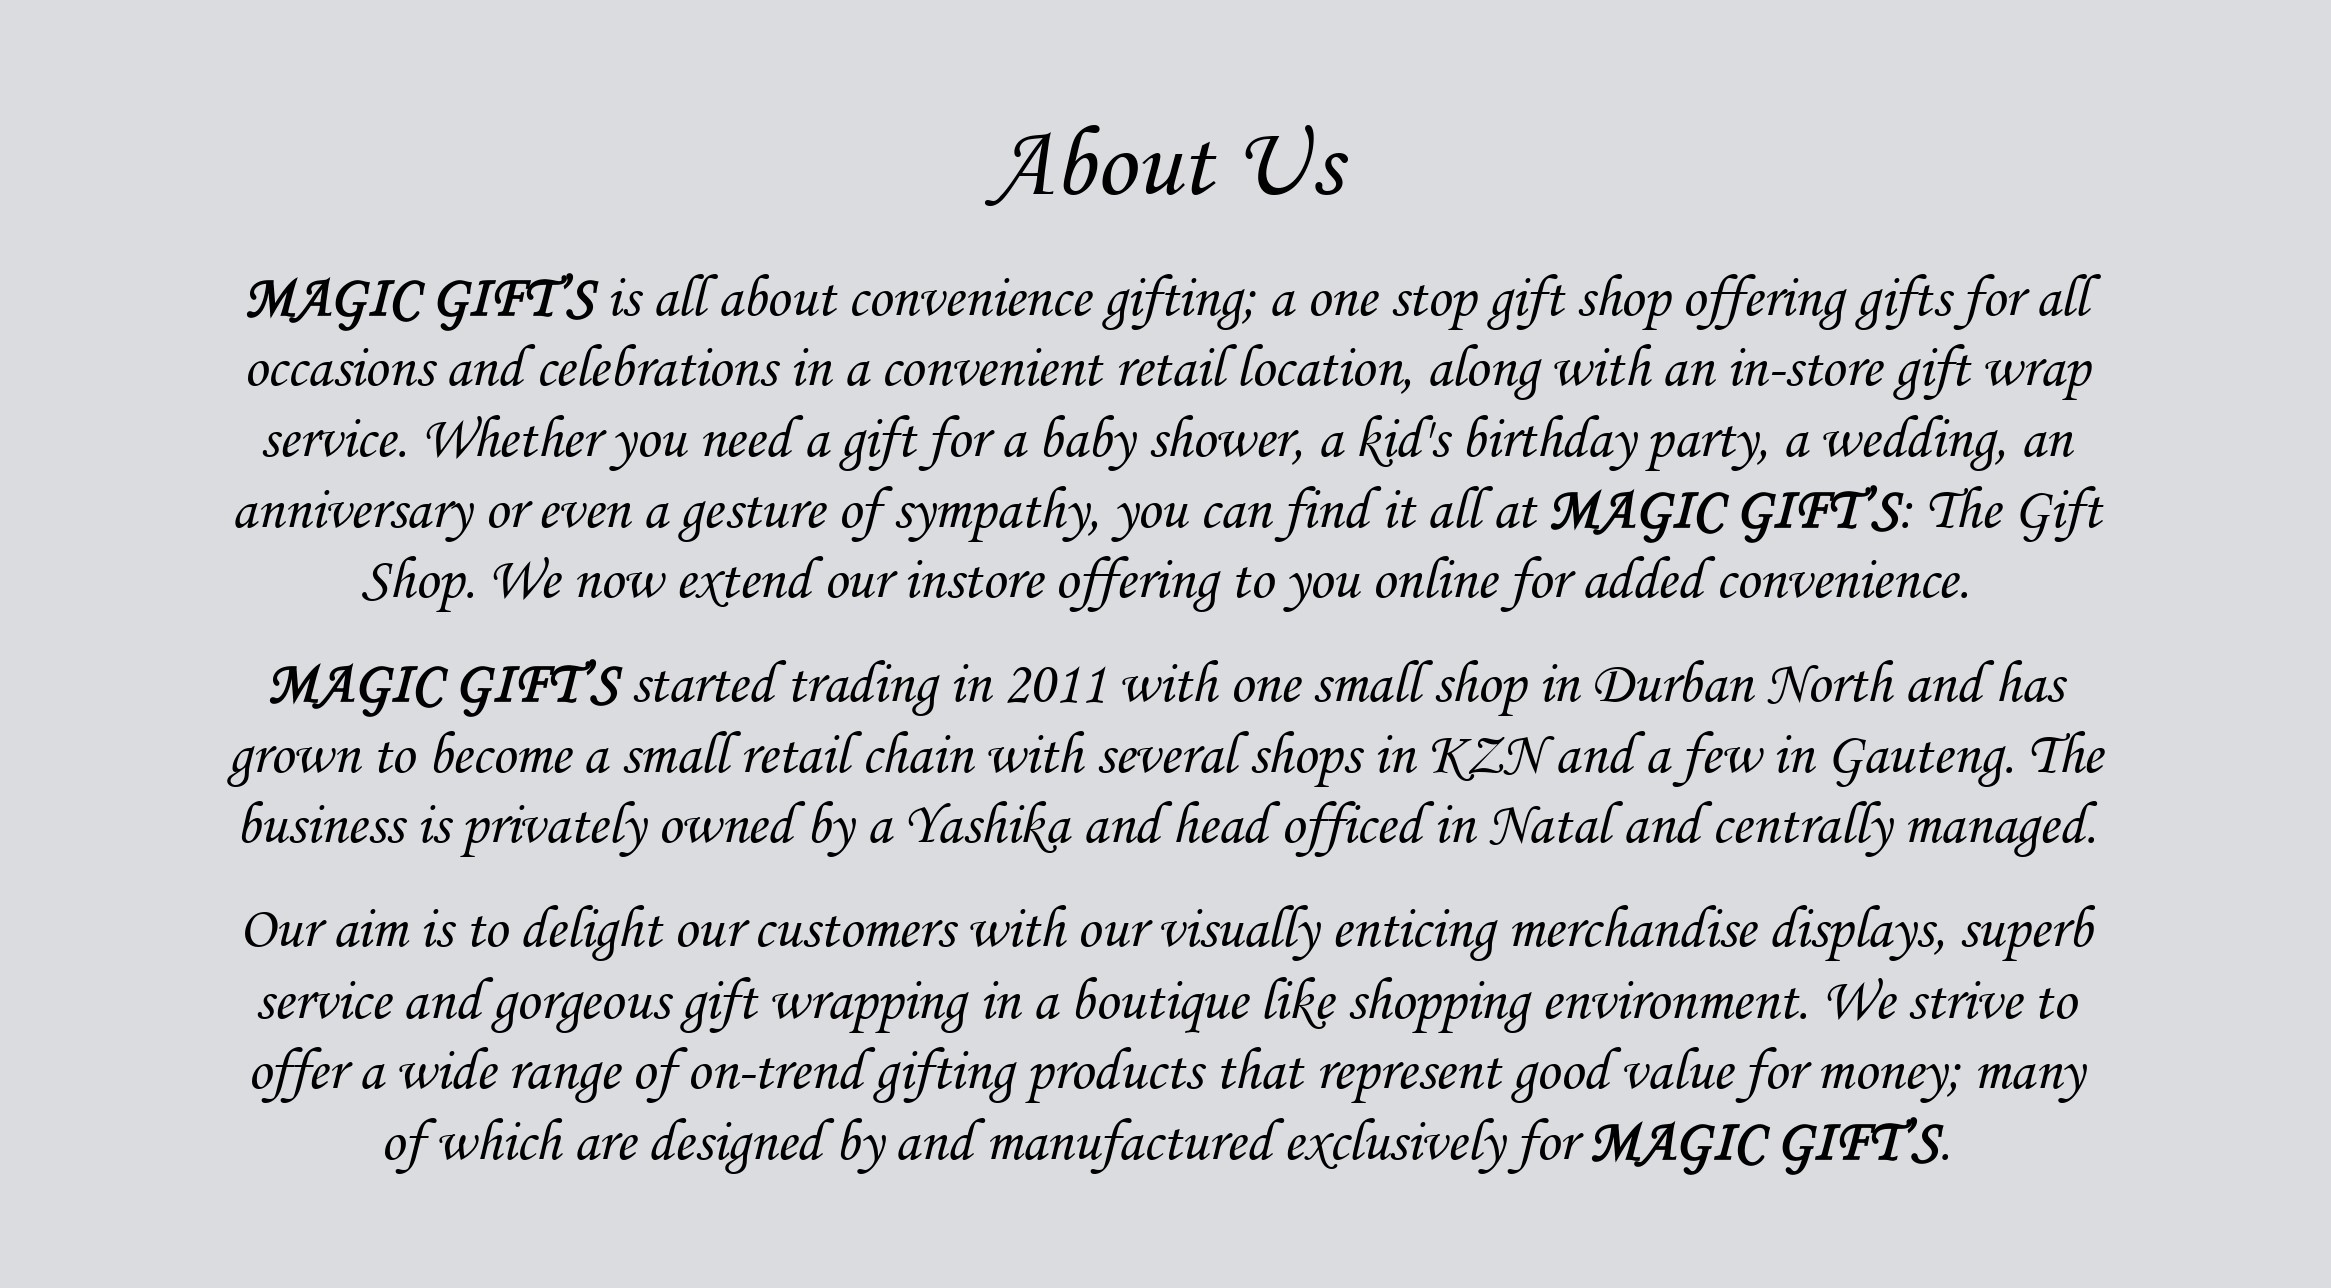 About Us
MAGIC GIFT’S is all about convenience gifting; a one stop gift shop offering gifts for all
occasions and celebrations in a convenient retail location, along with an in-store gift wrap
service. Whether you need a gift for a baby shower, a kid's birthday party, a wedding, an
anniversary or even a gesture of sympathy, you can find it all at MAGIC GIFT’S: The Gift
Shop. We now extend our instore offering to you online for added convenience.
MAGIC GIFT’S started trading in 2011 with one small shop in Durban North and has
grown to become a small retail chain with several shops in KZN and a few in Gauteng. The
business is privately owned by a Yashika and head officed in Natal and centrally managed.
Our aim is to delight our customers with our visually enticing merchandise displays, superb
service and gorgeous gift wrapping in a boutique like shopping environment. We strive to
offer a wide range of on-trend gifting products that represent good value for money; many
of which are designed by and manufactured exclusively for MAGIC GIFT’S.